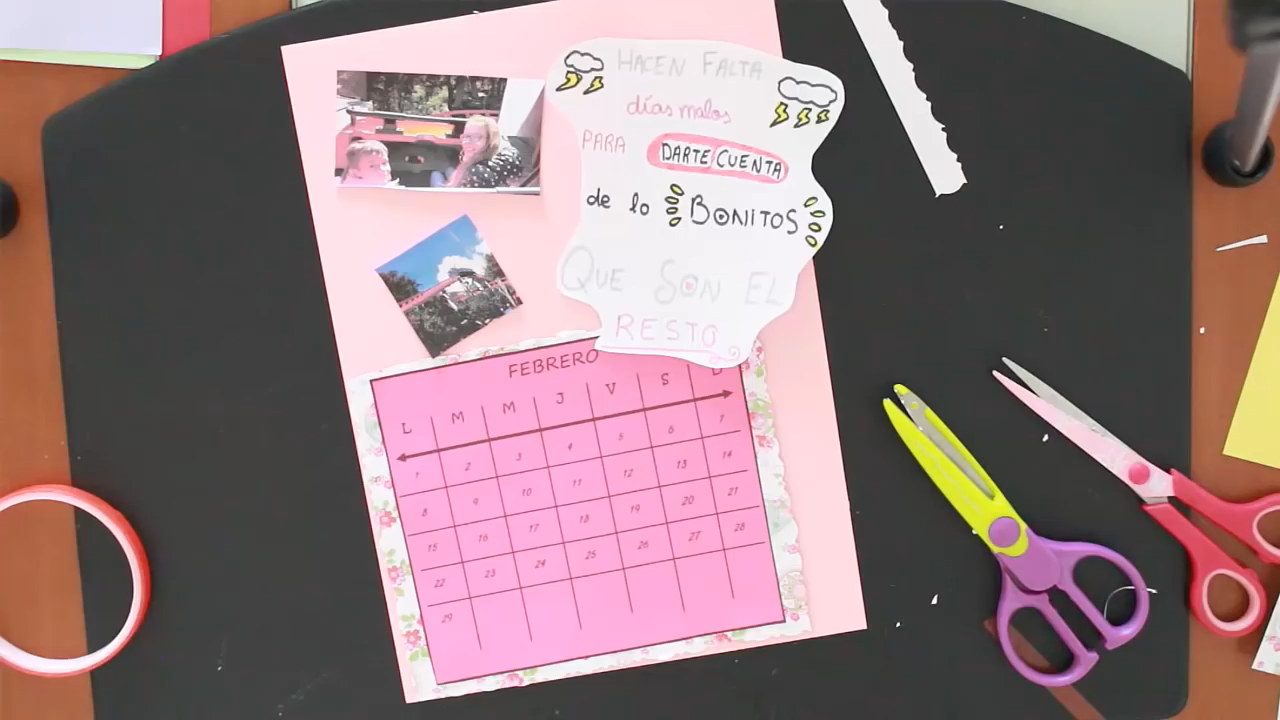 HACEN FALTA
días malos
PARA DARTE CUENTA
de lo BONITOS
QUE SON EL
RESTO
FEBRERO
L M M J V S D
1 2 3 4 5 6 7
8 9 10 11 12 13 14
15 16 17 18 19 20 21
22 23 24 25 26 27 28
29